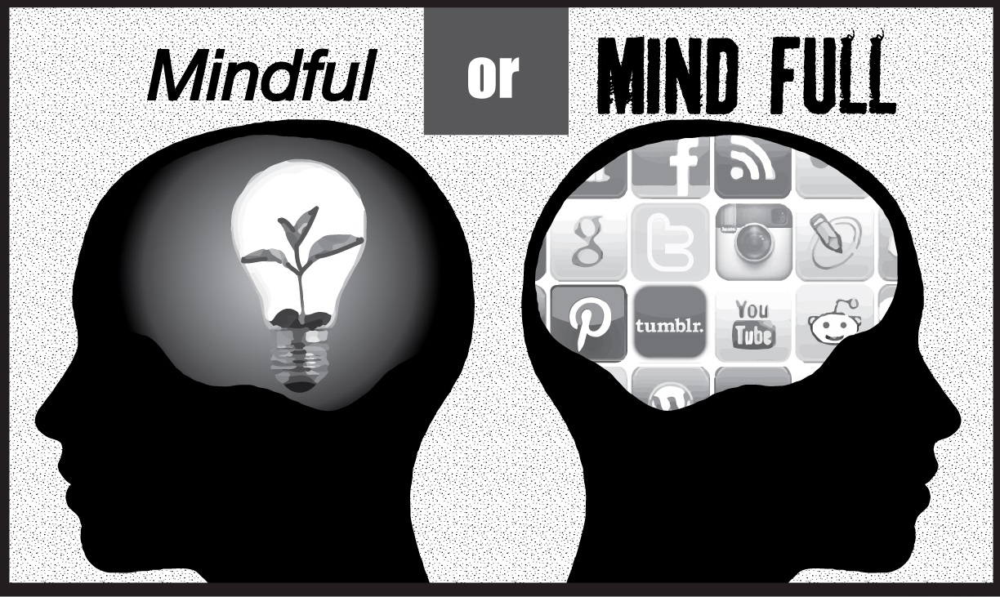 Mindful
or
MIND FULL
f
g
t
tumblr.
You
Tube
W